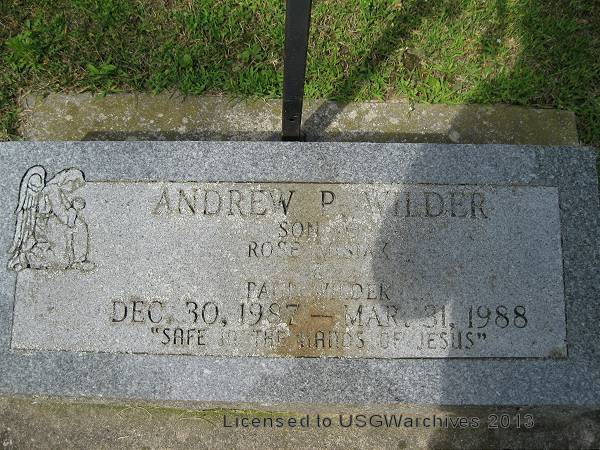 ANDREW P. WILDER
SON OF
ROSE
&
PAUL WILDER
DEC. 30, 1987 — MAR. 31, 1988
"SAFE IN THE HANDS OF JESUS"
Licensed to USGWarchives 2013